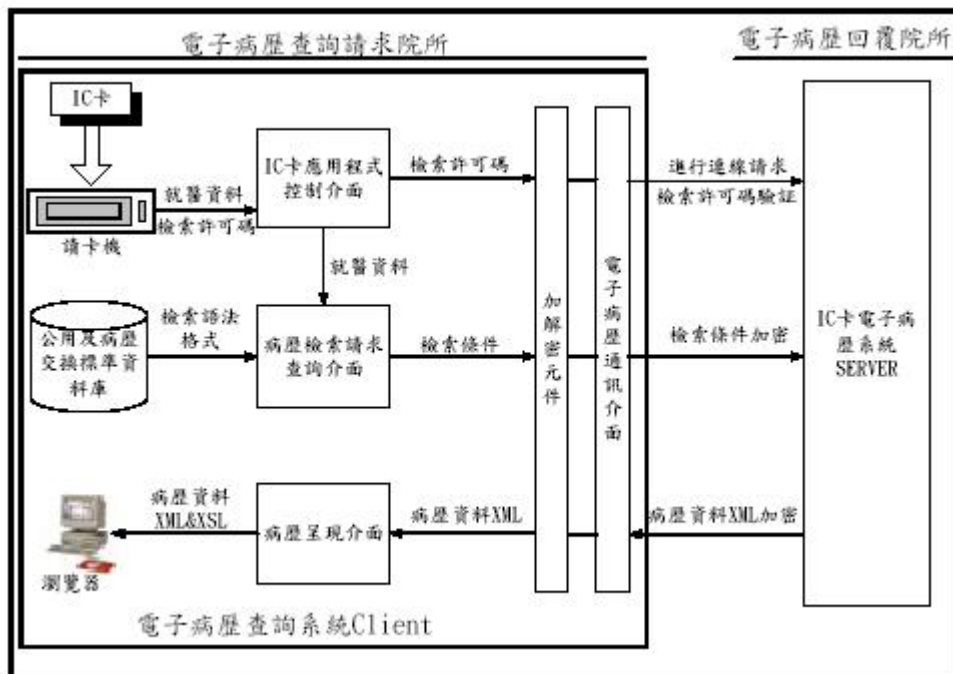 電子病歷查詢請求院所
電子病歷回覆院所
IC卡
讀卡機
就醫資料
檢索許可碼
IC卡應用程式
控制介面
檢索許可碼
進行連線請求
檢索許可碼驗証
就醫資料
公用及病歷
交換標準資
料庫
檢索語法
格式
病歷檢索請求
查詢介面
檢索條件
加解密元件
電子病歷通訊介面
檢索條件加密
IC卡電子病
歷系統
SERVER
瀏覽器
病歷資料
XML&XSL
病歷呈現介面
病歷資料XML
病歷資料XML加密
電子病歷查詢系統Client